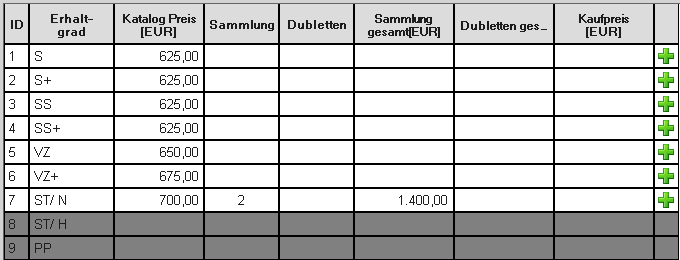 ID Erhalt-grad Katalog Preis [EUR] Sammlung Dubletten Sammlung gesamt[EUR] Dubletten ges... Kaufpreis [EUR]
1 S 625,00
2 S+ 625,00
3 SS 625,00
4 SS+ 625,00
5 VZ 650,00
6 VZ+ 675,00
7 ST/ N 700,00 2 1.400,00
8 ST/ H
9 PP